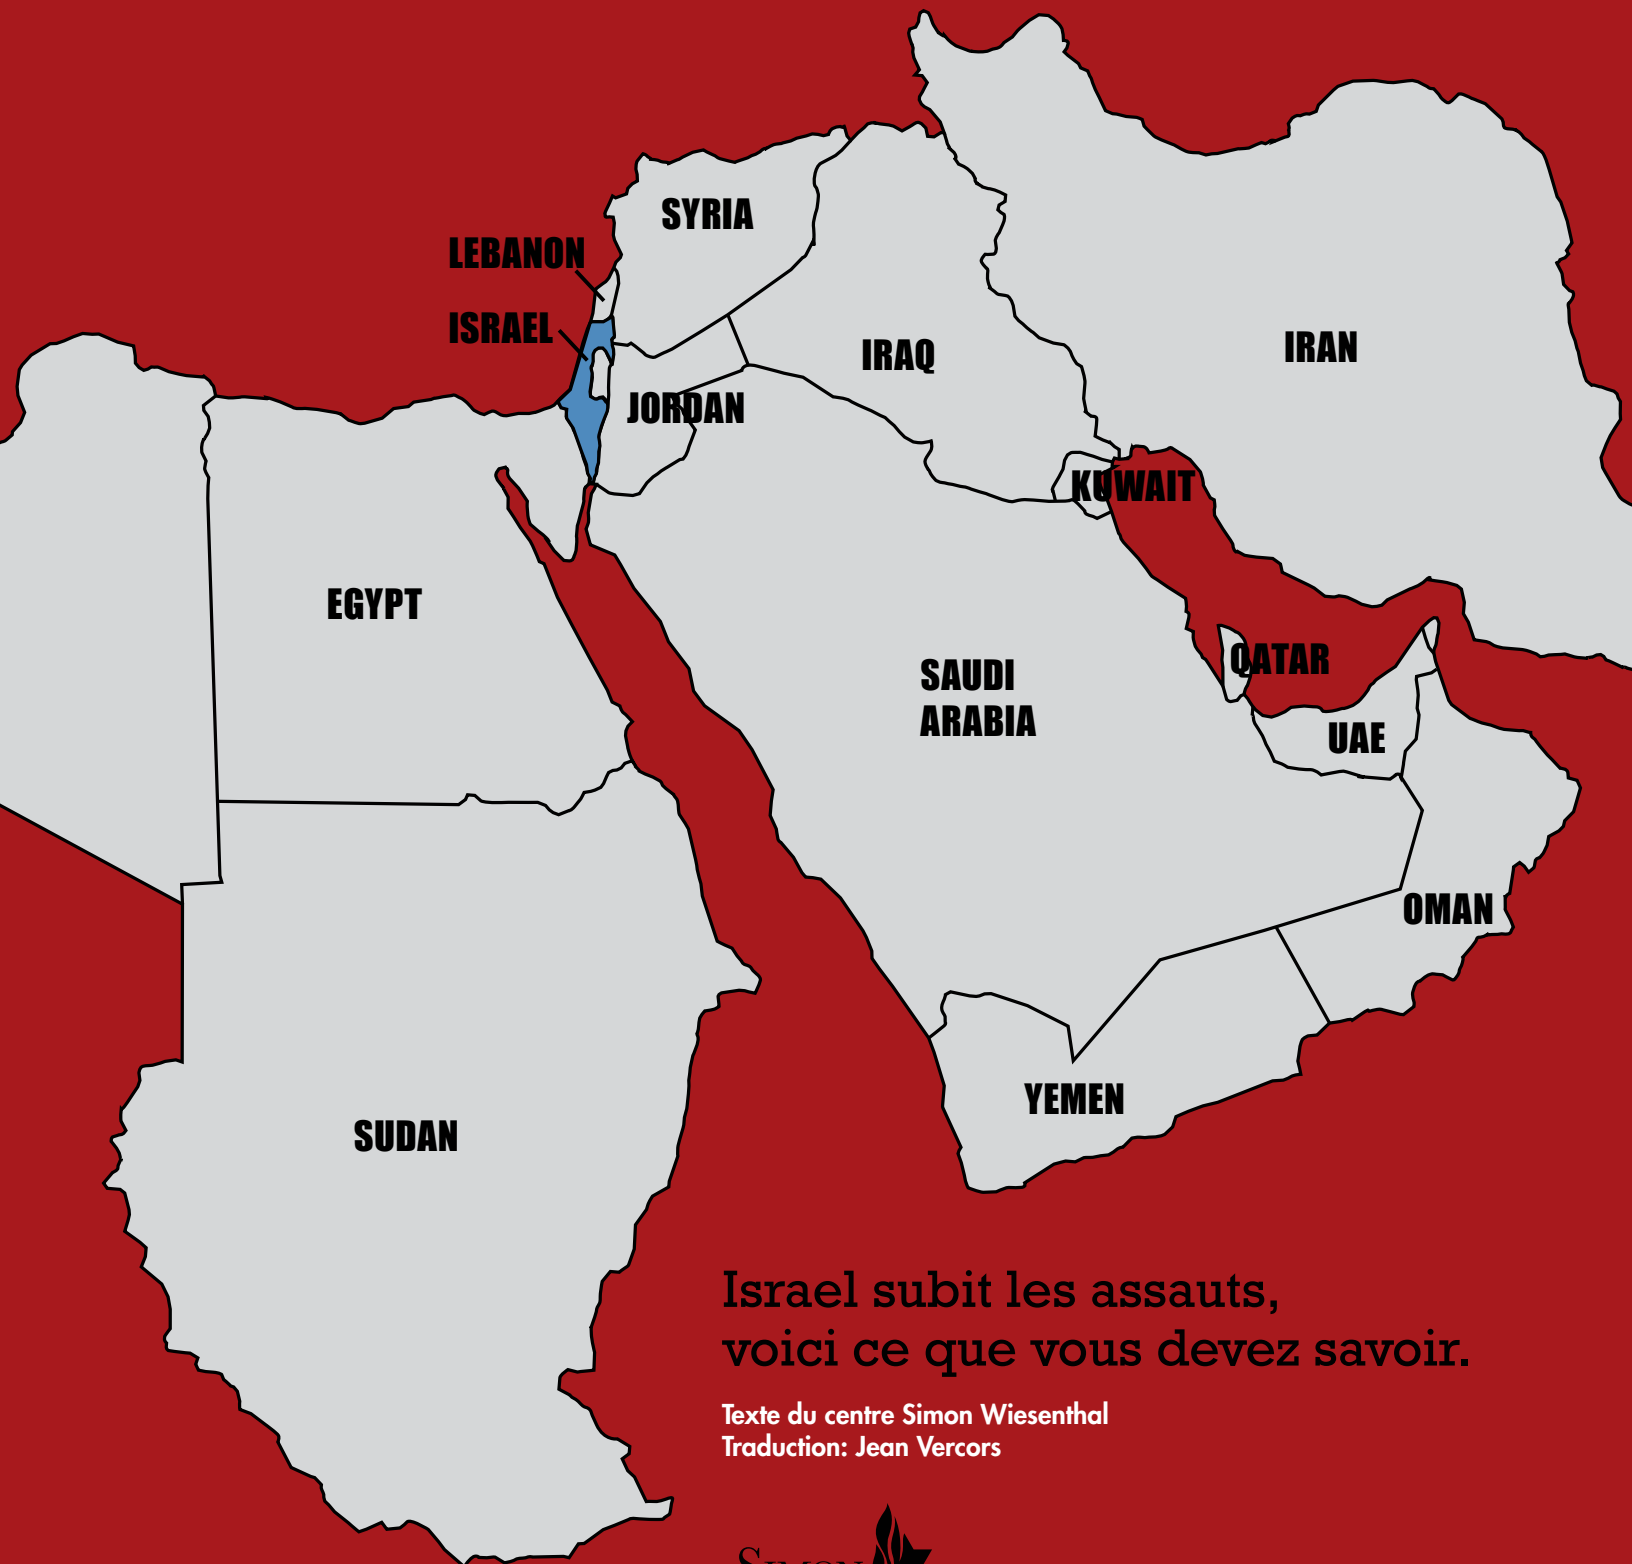 SYRIA
LEBANON
ISRAEL
IRAQ
IRAN
JORDAN
KUWAIT
EGYPT
SAUDI
ARABIA
QATAR
UAE
OMAN
YEMEN
SUDAN
Israel subit les assauts,
voici ce que vous devez savoir.
Texte du centre Simon Wiesenthal
Traduction: Jean Vercors